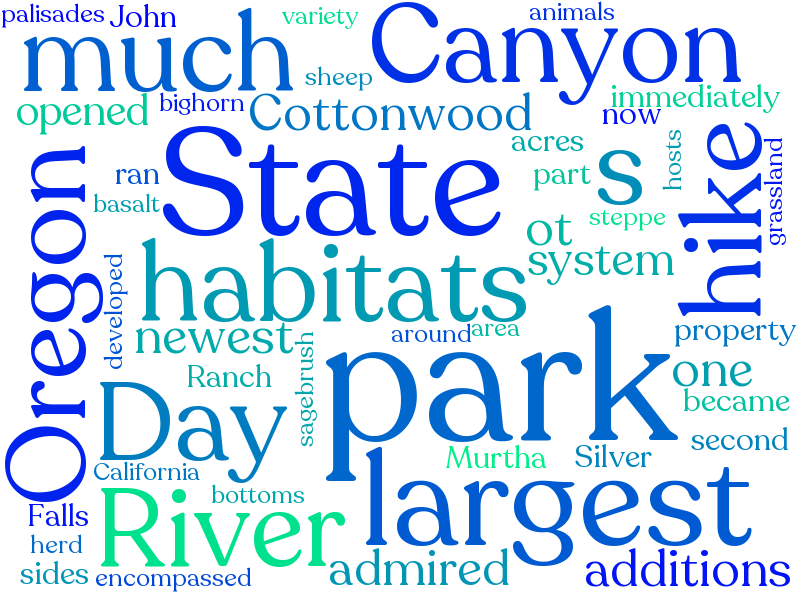 palisades
John
variety
animals
much
Canyon
sheep
opened
bighorn
Cottonwood
immediately
now
State
acres
hosts
s
hike
grassland
Oregon
ran
part
basalt
steppe
ot
habitats
system
developed
newest
around
area
property
sagebrush
park
Ranch
one
Day
became
second
Murtha
Silver
California
largest
River
bottoms
Falls
herd
admired
additions
sides
encompassed